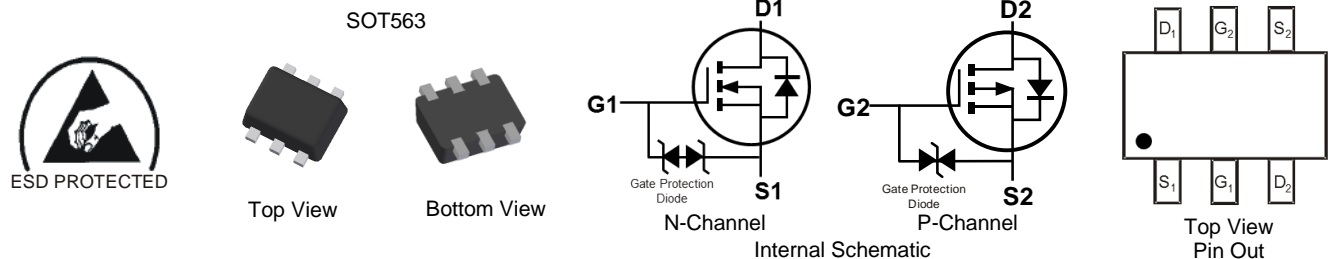 SOT563
ESD PROTECTED
Top View
Bottom View
D1
G1
Gate Protection
Diode
S1
N-Channel
D2
G2
Gate Protection
Diode
S2
P-Channel
Internal Schematic
D1 G2 S2
S1 G1 D2
Top View
Pin Out